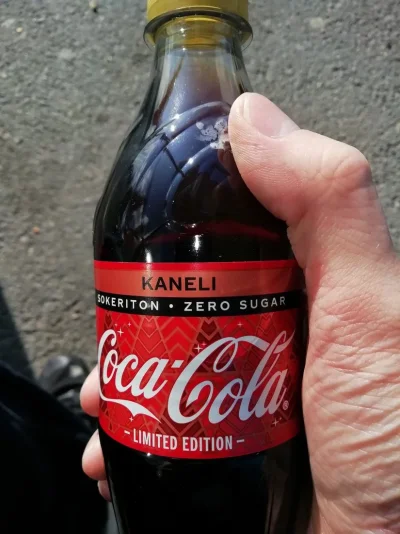 KANELI
SOKERITON • ZERO SUGAR
Coca-Cola®
– LIMITED EDITION –